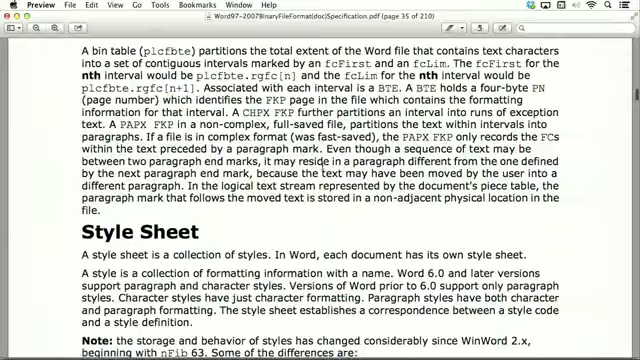 Preview File Edit View Go Tools Bookmarks Window Help
Word97-2007BinaryFileFormat(doc)Specification.pdf (page 35 of 210)
A bin table (plcfbte) partitions the total extent of the Word file that contains text characters
into a set of contiguous intervals marked by an fcFirst and an fcLim. The fcFirst for the
nth interval would be plcfbte.rgfc[n] and the fcLim for the nth interval would be
plcfbte.rgfc[n+1]. Associated with each interval is a BTE. A BTE holds a four-byte PN
(page number) which identifies the FKP page in the file which contains the formatting
information for that interval. A CHPX FKP further partitions an interval into runs of exception
text. A PAPX FKP in a non-complex, full-saved file, partitions the text within intervals into
paragraphs. If a file is in complex format (was fast-saved), the PAPX FKP only records the FCs
within the text preceded by a paragraph mark. Even though a sequence of text may be
between two paragraph end marks, it may reside in a paragraph different from the one defined
by the next paragraph end mark, because the text may have been moved by the user into a
different paragraph. In the logical text stream represented by the document's piece table, the
paragraph mark that follows the moved text is stored in a non-adjacent physical location in the
file.
Style Sheet
A style sheet is a collection of styles. In Word, each document has its own style sheet.
A style is a collection of formatting information with a name. Word 6.0 and later versions
support paragraph and character styles. Versions of Word prior to 6.0 support only paragraph
styles. Character styles have just character formatting. Paragraph styles have both character
and paragraph formatting. The style sheet establishes a correspondence between a style code
and a style definition.
Note: the storage and behavior of styles has changed considerably since WinWord 2.x,
beginning with nFib 63. Some of the differences are: